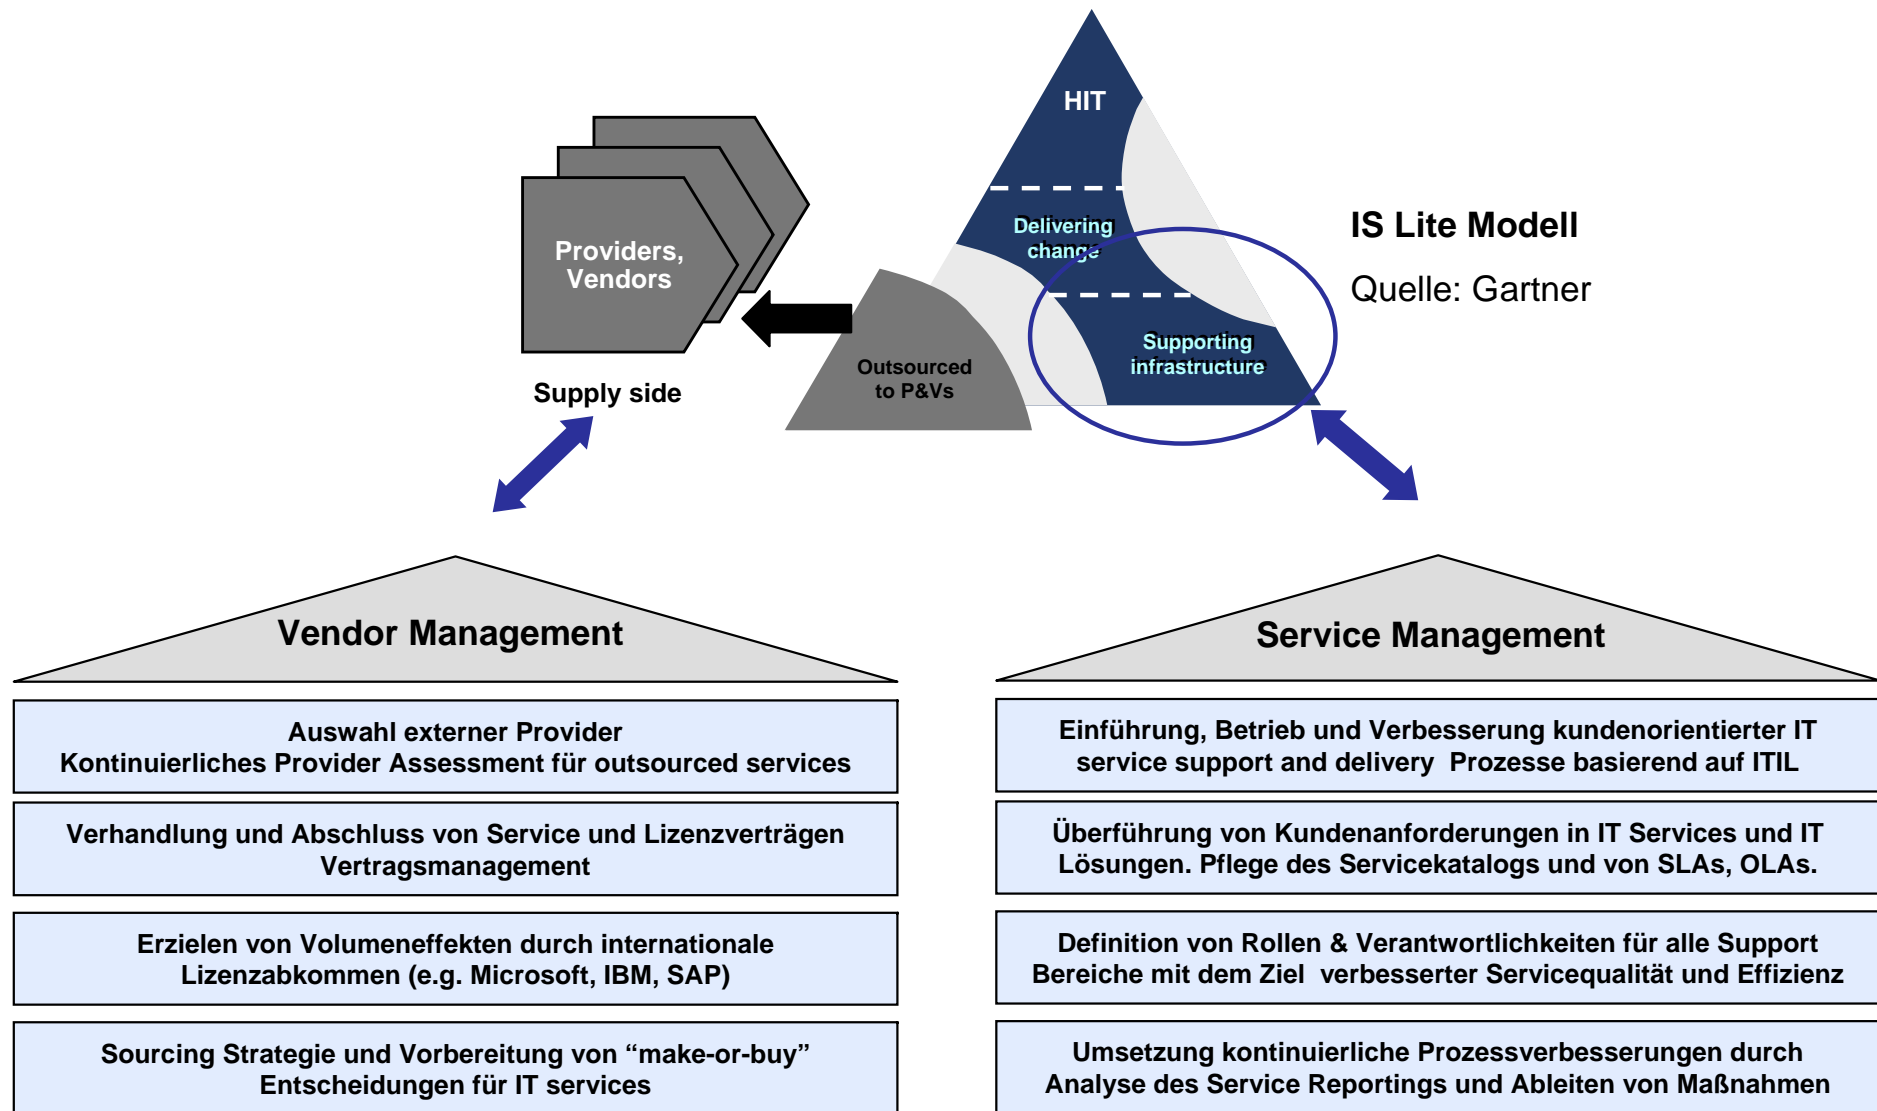 HIT
Delivering
change
Supporting
infrastructure
Providers,
Vendors
Outsourced
to P&Vs
Supply side
IS Lite Modell
Quelle: Gartner
Vendor Management
Auswahl externer Provider
Kontinuierliches Provider Assessment für outsourced services
Verhandlung und Abschluss von Service und Lizenzverträgen
Vertragsmanagement
Erzielen von Volumeneffekten durch internationale
Lizenzabkommen (e.g. Microsoft, IBM, SAP)
Sourcing Strategie und Vorbereitung von “make-or-buy”
Entscheidungen für IT services
Service Management
Einführung, Betrieb und Verbesserung kundenorientierter IT
service support and delivery  Prozesse basierend auf ITIL
Überführung von Kundenanforderungen in IT Services und IT
Lösungen. Pflege des Servicekatalogs und von SLAs, OLAs.
Definition von Rollen & Verantwortlichkeiten für alle Support
Bereiche mit dem Ziel  verbesserter Servicequalität und Effizienz
Umsetzung kontinuierliche Prozessverbesserungen durch
Analyse des Service Reportings und Ableiten von Maßnahmen